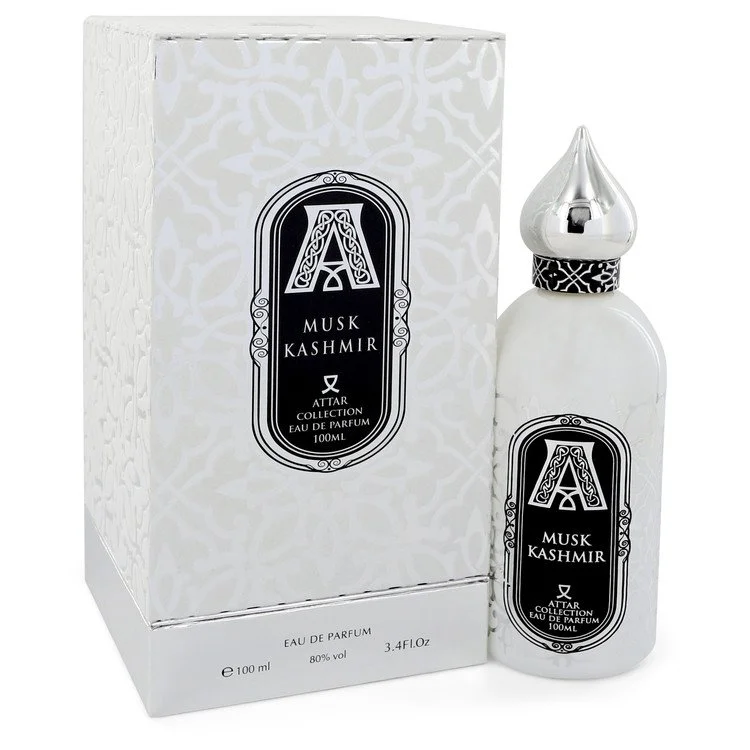 A
MUSK
KASHMIR
ATTAR
COLLECTION
EAU DE PARFUM
100ML
EAU DE PARFUM
℮ 100 ml 80% vol 3.4Fl.Oz
A
MUSK
KASHMIR
ATTAR
COLLECTION
EAU DE PARFUM
100ML